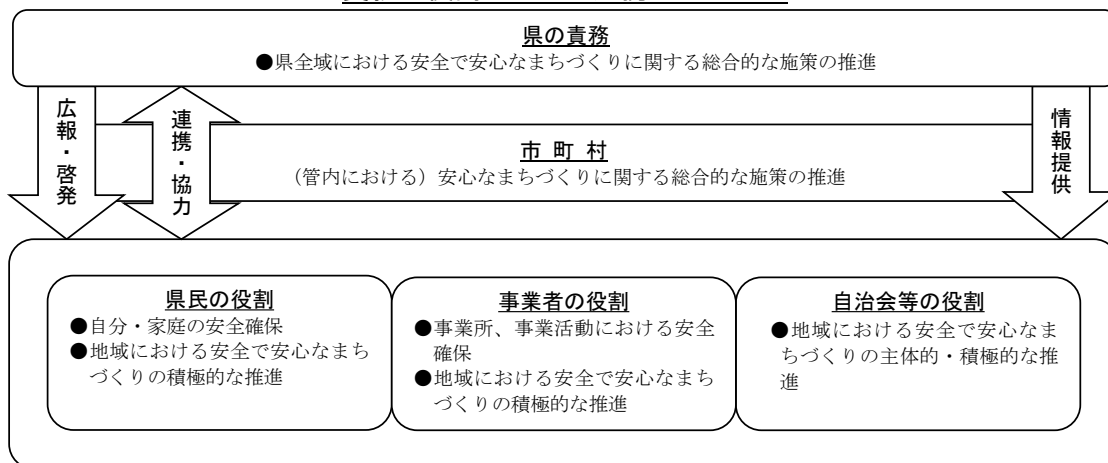 県の責務
●県全域における安全で安心なまちづくりに関する総合的な施策の推進
広報・啓発
連携・協力
情報提供
市 町 村
（管内における）安心なまちづくりに関する総合的な施策の推進
県民の役割
●自分・家庭の安全確保
●地域における安全で安心なまち
づくりの積極的な推進
事業者の役割
●事業所、事業活動における安全
確保
●地域における安全で安心なまち
づくりの積極的な推進
自治会等の役割
●地域における安全で安心なま
ちづくりの主体的・積極的な推
進